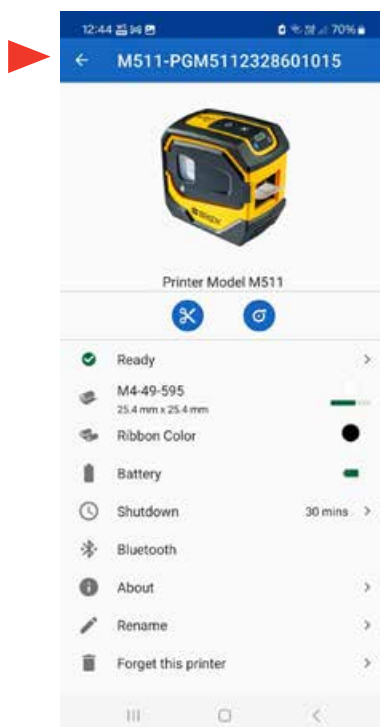 12:44 70%
M511-PGM5112328601015
BRADY
Printer Model M511
Ready
M4-49-595
25.4 mm x 25.4 mm
Ribbon Color
Battery
Shutdown 30 mins
Bluetooth
About
Rename
Forget this printer